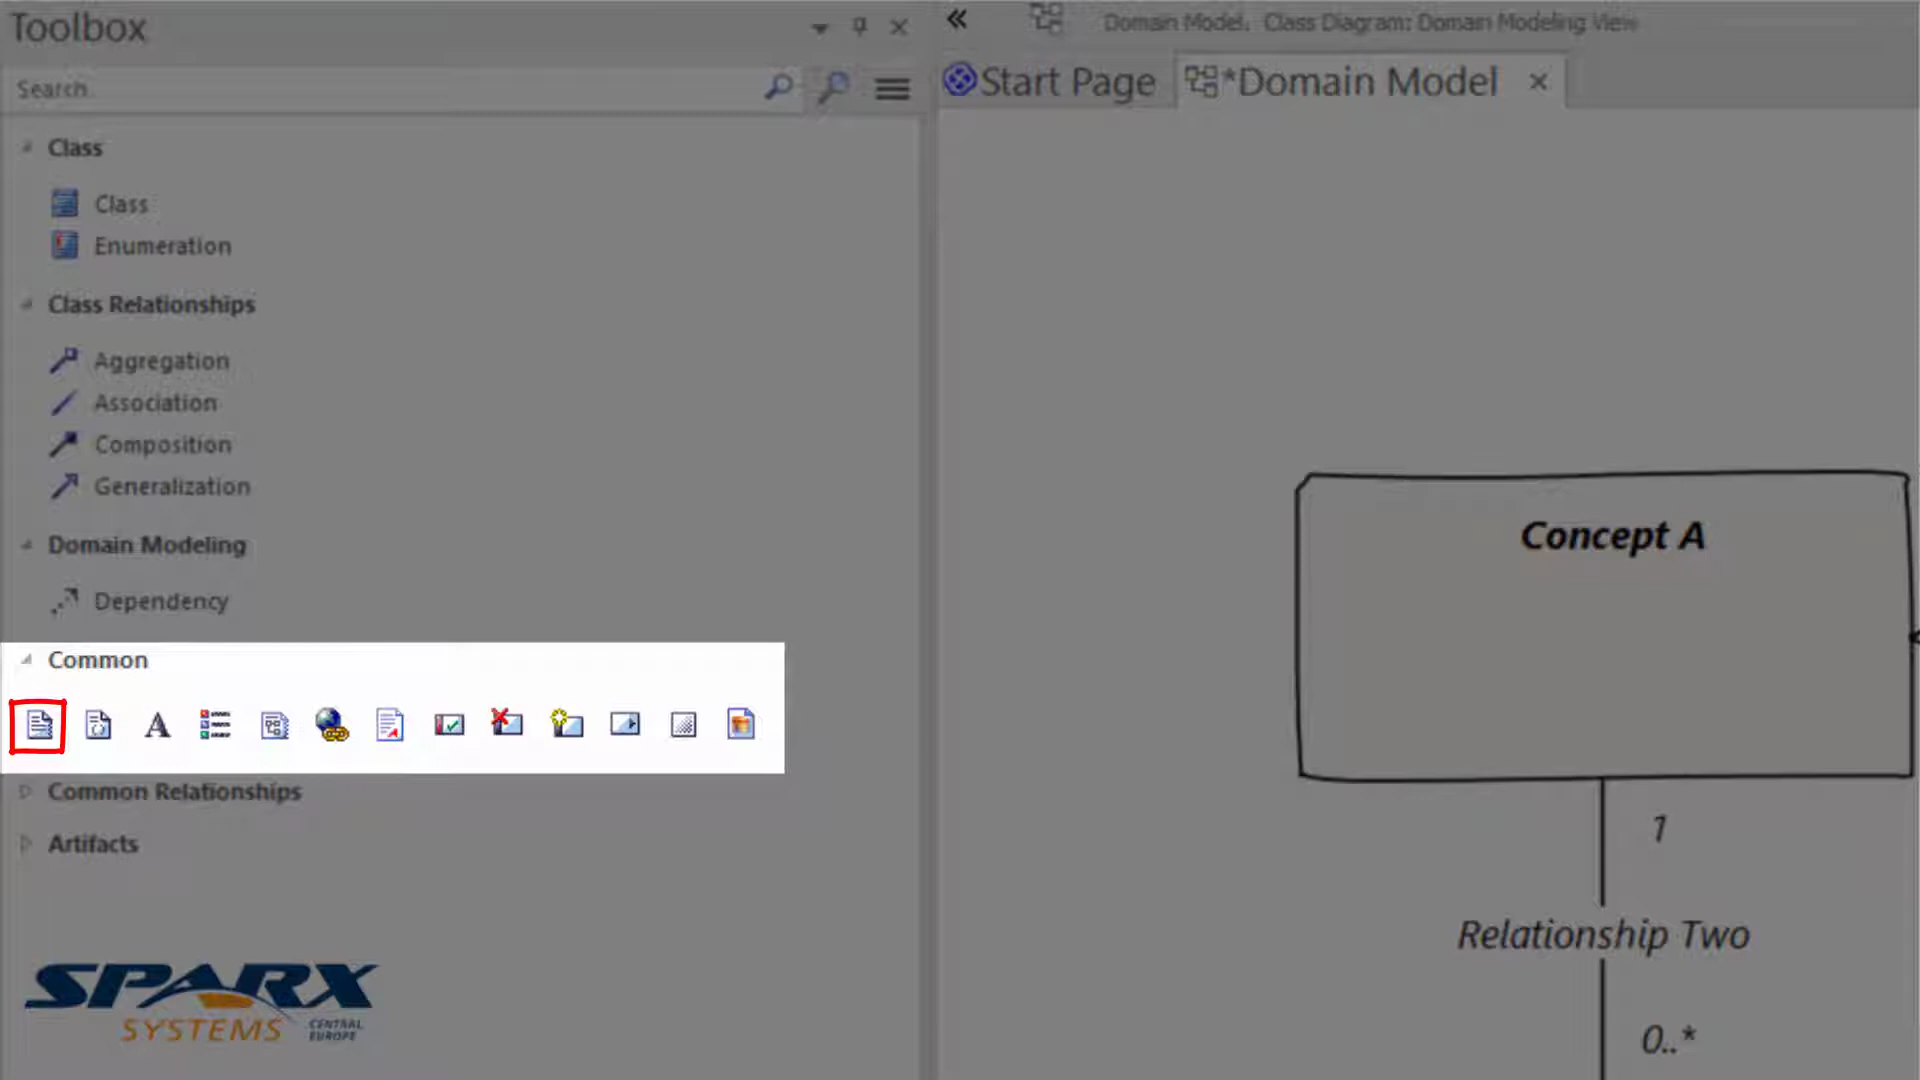 Toolbox
Search
Class
Class
Enumeration
Class Relationships
Aggregation
Association
Composition
Generalization
Domain Modeling
Dependency
Common
A
Common Relationships
Artifacts
SPARX
SYSTEMS
CENTRAL
EUROPE
Domain Model. Class Diagram: Domain Modeling View
Start Page
*Domain Model
Concept A
1
Relationship Two
0..*